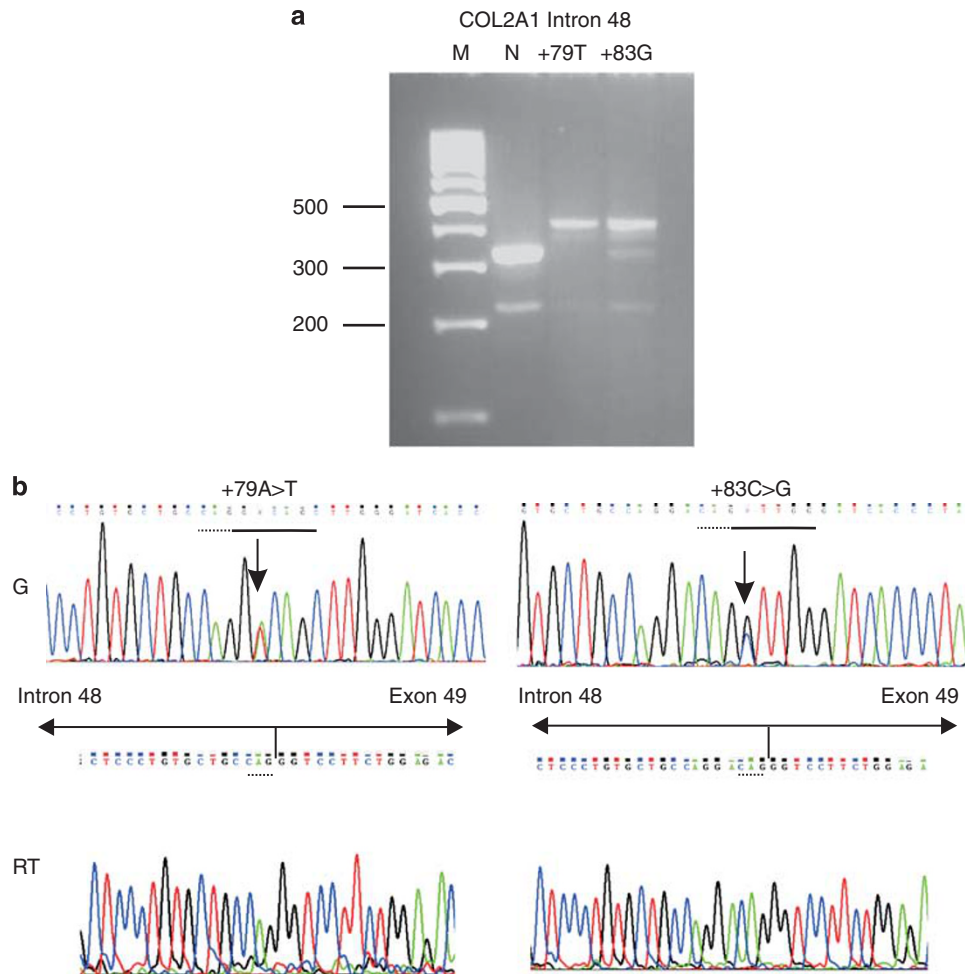 a
COL2A1 Intron 48
M N +79T +83G
500
300
200
b
+79A>T
+83C>G
G
Intron 48
Exon 49
Intron 48
Exon 49
CTCCCTGTGCTGCCAGGGTCCTTCTGGAGAC
CTCCCTGTGCTGCCAGGACAGGGTCCTTCTGGAGA
RT